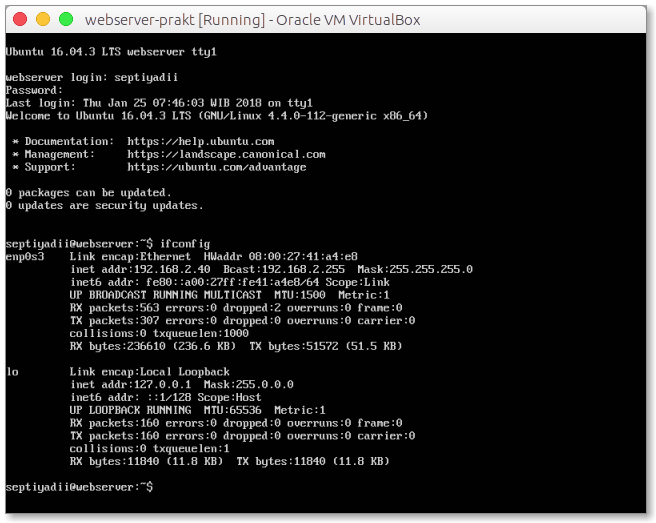 webserver-prakt [Running] - Oracle VM VirtualBox
Ubuntu 16.04.3 LTS webserver tty1
webserver login: septiyadii
Password:
Last login: Thu Jan 25 07:46:03 WIB 2018 on tty1
Welcome to Ubuntu 16.04.3 LTS (GNU/Linux 4.4.0-112-generic x86_64)
* Documentation:  https://help.ubuntu.com
* Management:     https://landscape.canonical.com
* Support:        https://ubuntu.com/advantage
0 packages can be updated.
0 updates are security updates.
septiyadii@webserver:~$ ifconfig
enp0s3    Link encap:Ethernet  HWaddr 08:00:27:41:a4:e8
inet addr:192.168.2.40  Bcast:192.168.2.255  Mask:255.255.255.0
inet6 addr: fe80::a00:27ff:fe41:a4e8/64 Scope:Link
UP BROADCAST RUNNING MULTICAST  MTU:1500  Metric:1
RX packets:563 errors:0 dropped:2 overruns:0 frame:0
TX packets:307 errors:0 dropped:0 overruns:0 carrier:0
collisions:0 txqueuelen:1000
RX bytes:236610 (236.6 KB)  TX bytes:51572 (51.5 KB)
lo        Link encap:Local Loopback
inet addr:127.0.0.1  Mask:255.0.0.0
inet6 addr: ::1/128 Scope:Host
UP LOOPBACK RUNNING  MTU:65536  Metric:1
RX packets:160 errors:0 dropped:0 overruns:0 frame:0
TX packets:160 errors:0 dropped:0 overruns:0 carrier:0
collisions:0 txqueuelen:1
RX bytes:11840 (11.8 KB)  TX bytes:11840 (11.8 KB)
septiyadii@webserver:~$